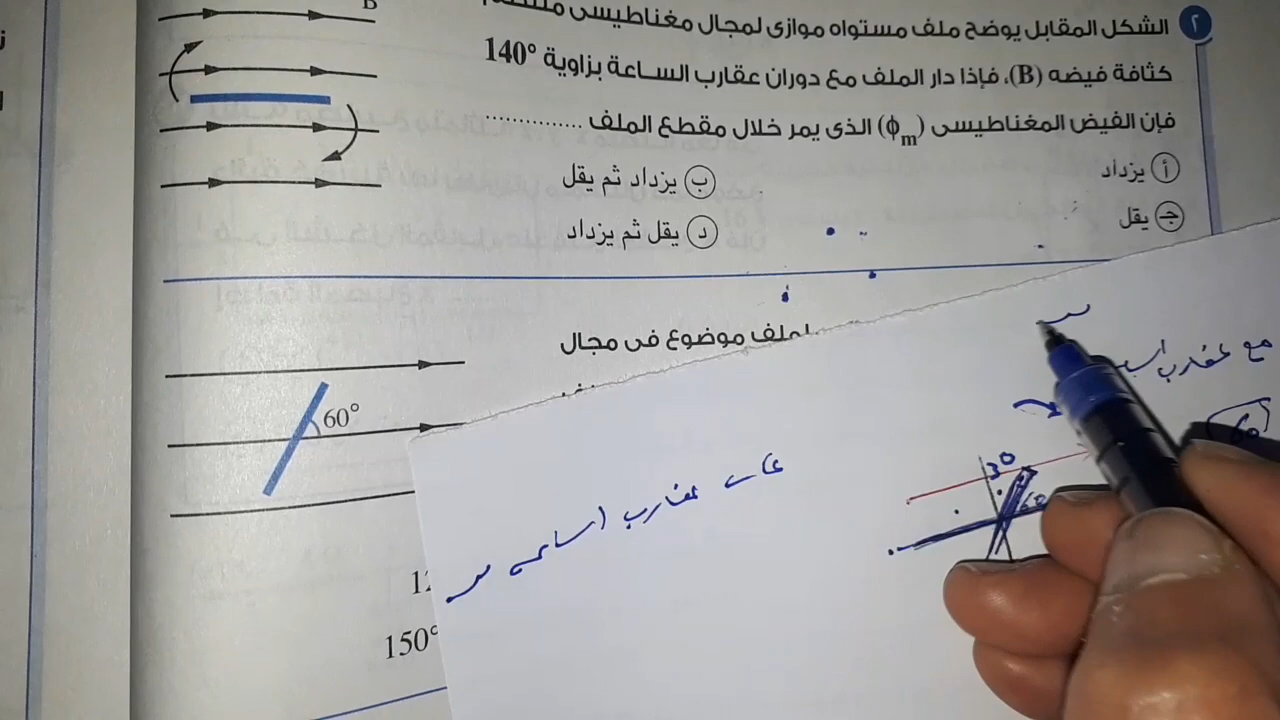 B
٢ الشكل المقابل يوضح ملف مستواه موازى لمجال مغناطيسى
كثافة فيضه (B)، فإذا دار الملف مع دوران عقارب الساعة بزاوية 140°
فإن الفيض المغناطيسى (ϕm) الذى يمر خلال مقطع الملف ..............
أ يزداد
ب يزداد ثم يقل
ج يقل
د يقل ثم يزداد
لملف موضوع فى مجال
60°
150°
مع عقارب
60
30
60
عكس عقارب الساعة